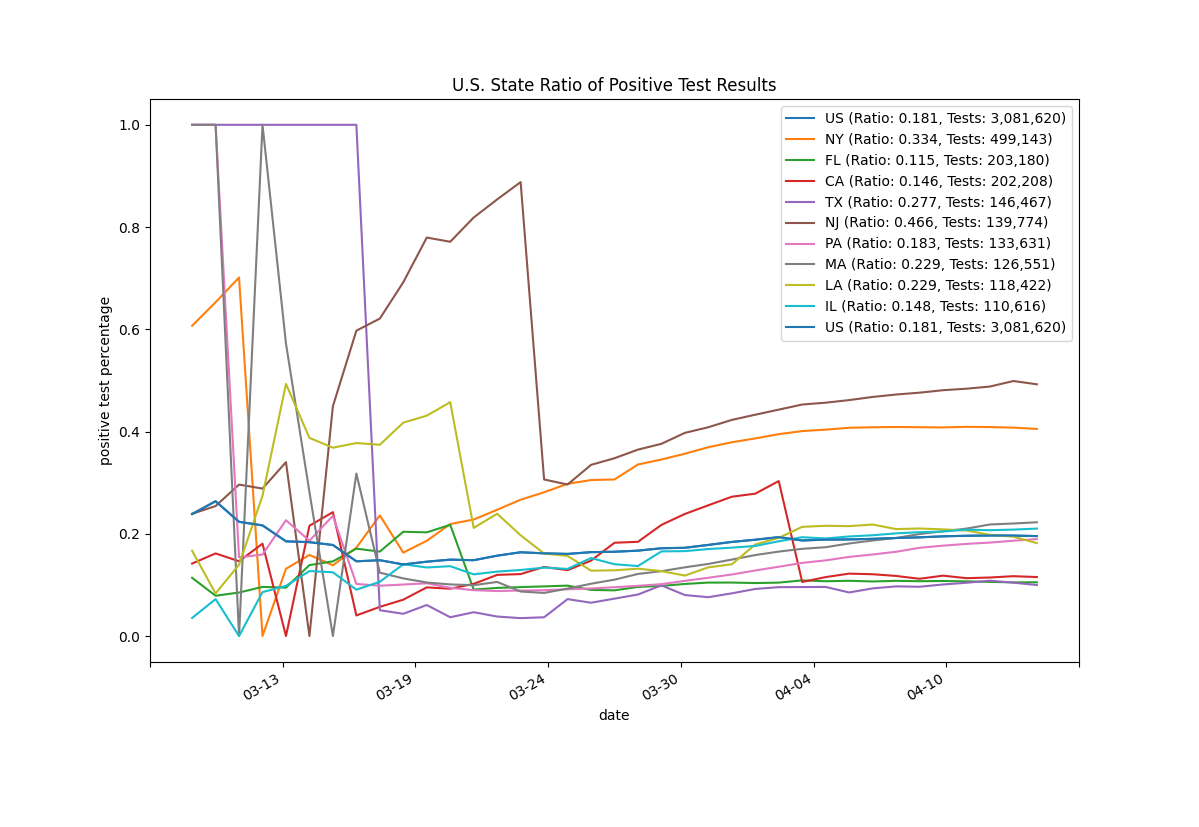 U.S. State Ratio of Positive Test Results
US (Ratio: 0.181, Tests: 3,081,620)
NY (Ratio: 0.334, Tests: 499,143)
FL (Ratio: 0.115, Tests: 203,180)
CA (Ratio: 0.146, Tests: 202,208)
TX (Ratio: 0.277, Tests: 146,467)
NJ (Ratio: 0.466, Tests: 139,774)
PA (Ratio: 0.183, Tests: 133,631)
MA (Ratio: 0.229, Tests: 126,551)
LA (Ratio: 0.229, Tests: 118,422)
IL (Ratio: 0.148, Tests: 110,616)
US (Ratio: 0.181, Tests: 3,081,620)
positive test percentage
1.0
0.8
0.6
0.4
0.2
0.0
03-13
03-19
03-24
03-30
04-04
04-10
date